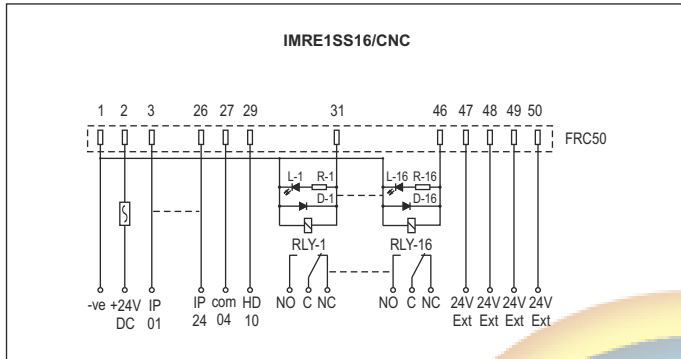 IMRE1SS16/CNC
1 2 3 26 27 29 31 46 47 48 49 50
FRC50
L-1 R-1 L-16 R-16
D-1 D-16
RLY-1 RLY-16
-ve +24V IP IP com HD NO C NC NO C NC 24V 24V 24V 24V
DC 01 24 04 10 Ext Ext Ext Ext